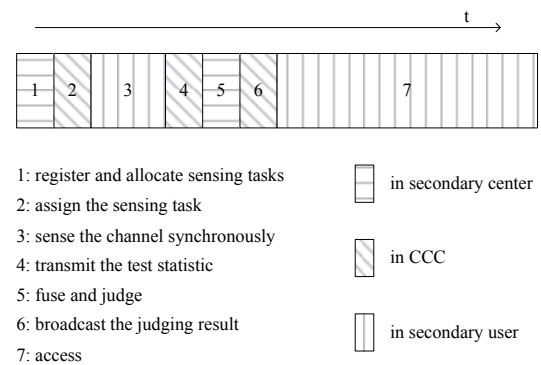 t
1 2 3 4 5 6 7
1: register and allocate sensing tasks
2: assign the sensing task
3: sense the channel synchronously
4: transmit the test statistic
5: fuse and judge
6: broadcast the judging result
7: access
in secondary center
in CCC
in secondary user